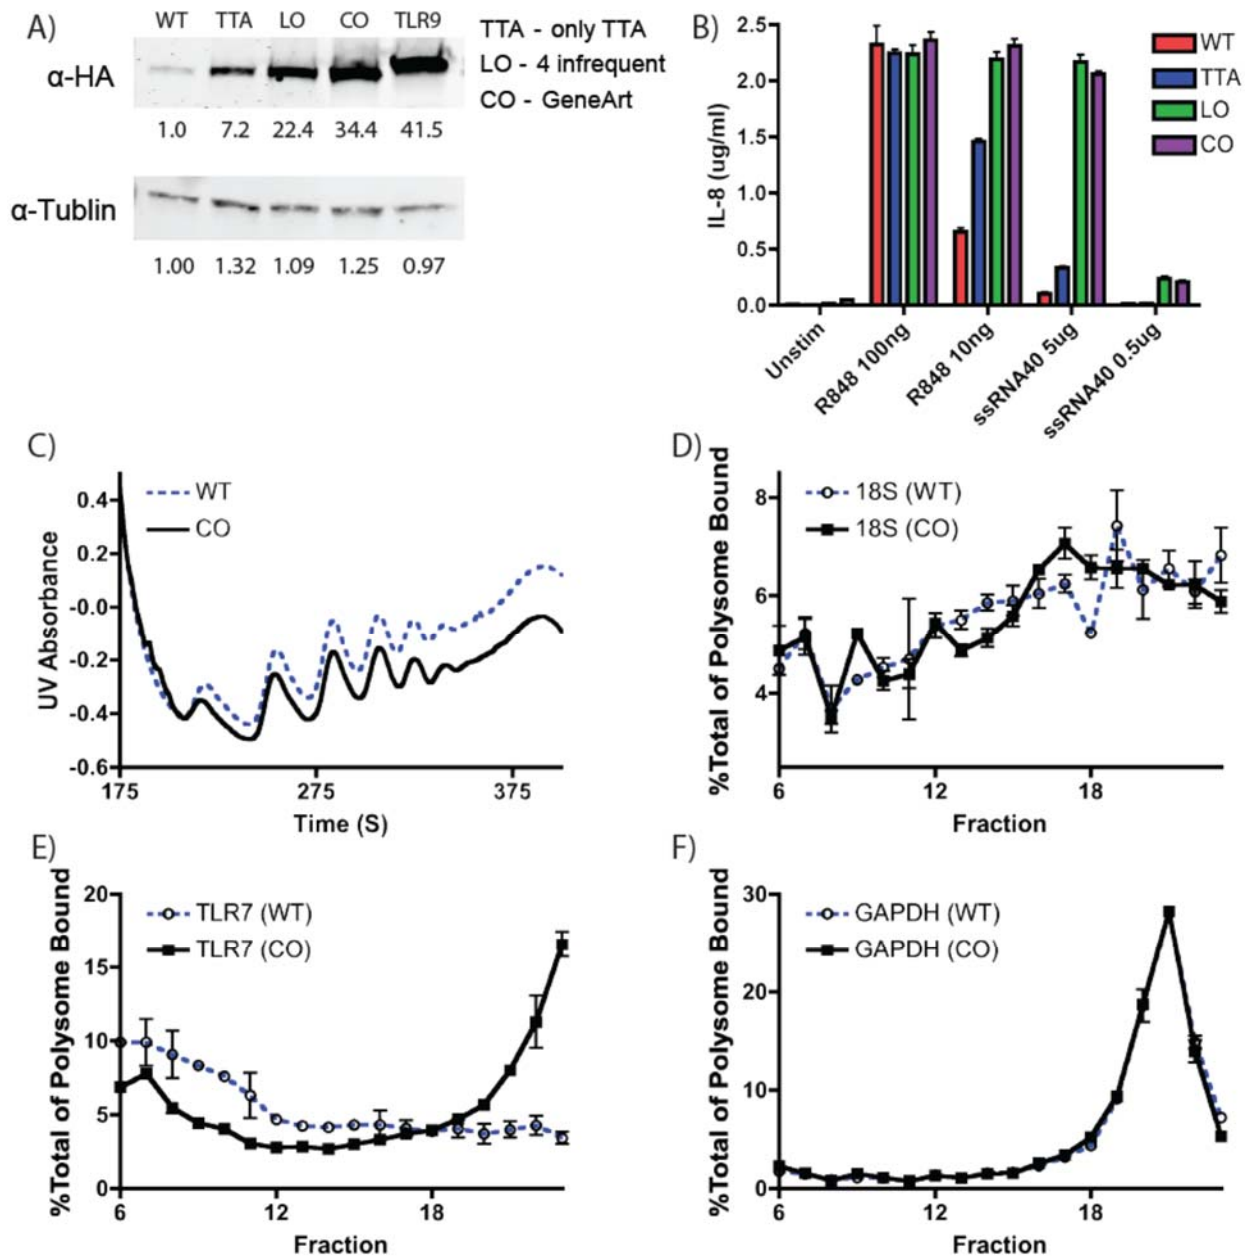 A)
WT TTA LO CO TLR9
α-HA
1.0 7.2 22.4 34.4 41.5
α-Tublin
1.00 1.32 1.09 1.25 0.97
TTA - only TTA
LO - 4 infrequent
CO - GeneArt
B)
IL-8 (ug/ml)
2.5
2.0
1.5
1.0
0.5
0.0
Unstim
R848 100ng
R848 10ng
ssRNA40 5ug
ssRNA40 0.5ug
WT
TTA
LO
CO
C)
UV Absorbance
0.4
0.2
-0.0
-0.2
-0.4
-0.6
WT
CO
175 275 375
Time (S)
D)
%Total of Polysome Bound
8
6
4
18S (WT)
18S (CO)
6 12 18
Fraction
E)
%Total of Polysome Bound
20
15
10
5
0
TLR7 (WT)
TLR7 (CO)
6 12 18
Fraction
F)
%Total of Polysome Bound
30
20
10
0
GAPDH (WT)
GAPDH (CO)
6 12 18
Fraction